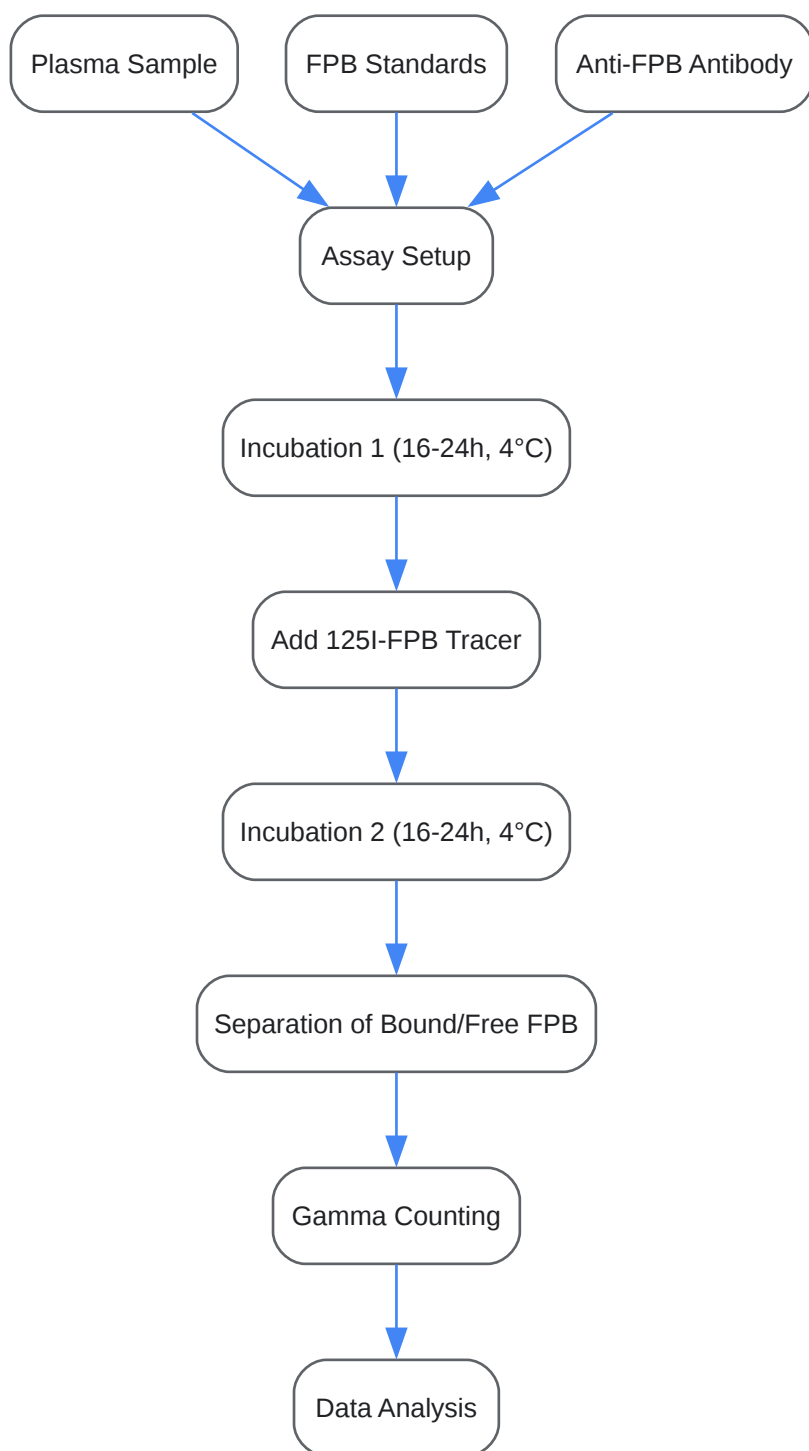 Plasma Sample
FPB Standards
Anti-FPB Antibody
Assay Setup
Incubation 1 (16-24h, 4°C)
Add 125I-FPB Tracer
Incubation 2 (16-24h, 4°C)
Separation of Bound/Free FPB
Gamma Counting
Data Analysis